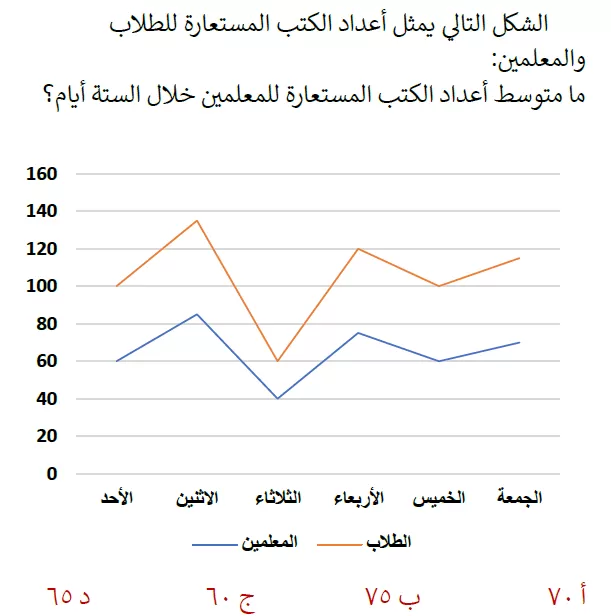 الشكل التالي يمثل أعداد الكتب المستعارة للطلاب
والمعلمين:
ما متوسط أعداد الكتب المستعارة للمعلمين خلال الستة أيام؟
160
140
120
100
80
60
40
20
0
الأحد الاثنين الثلاثاء الأربعاء الخميس الجمعة
المعلمين الطلاب
أ ٧٠ ب ٧٥ ج ٦٠ د ٦٥